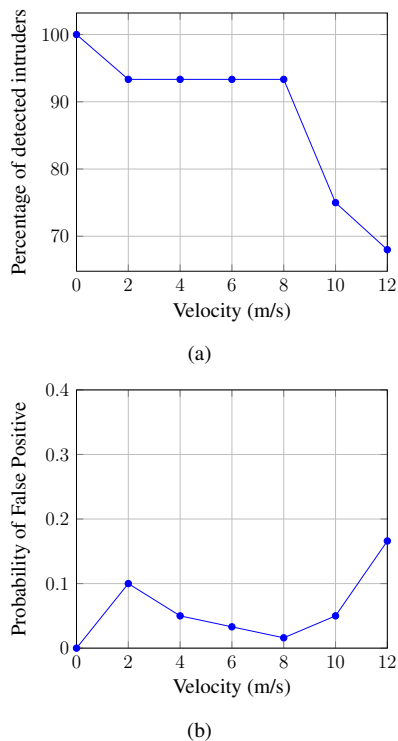 Percentage of detected intruders
100
90
80
70
0 2 4 6 8 10 12
Velocity (m/s)
(a)
Probability of False Positive
0.4
0.3
0.2
0.1
0
0 2 4 6 8 10 12
Velocity (m/s)
(b)